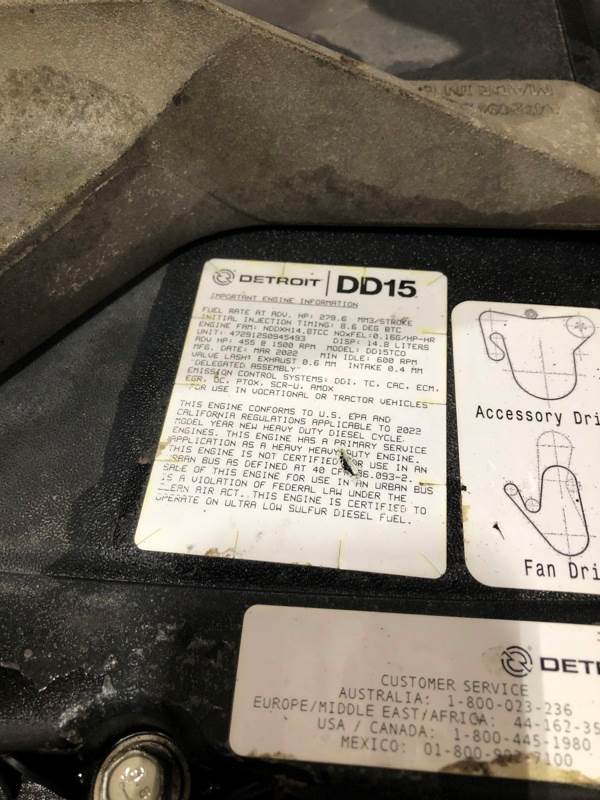 DETROIT DD15
IMPORTANT ENGINE INFORMATION
FUEL RATE AT ADV. HP: 279.6 MM3/STROKE
INITIAL INJECTION TIMING: 8.6 DEG BTC
ENGINE FAM: NDDXH14.8TCC NOxFEL:0.16G/HP-HR
UNIT: 472912S0945493 DISP: 14.8 LITERS
ADV HP: 455 @ 1500 RPM MODEL: DD15TCO
MFG. DATE: MAR 2022 MIN IDLE: 600 RPM
VALVE LASH: EXHAUST 0.6 MM INTAKE 0.4 MM
"DELEGATED ASSEMBLY"
EMISSION CONTROL SYSTEMS: DDI, TC, CAC, ECM,
EGR, OC, PTOX, SCR-U, AMOX
FOR USE IN VOCATIONAL OR TRACTOR VEHICLES
THIS ENGINE CONFORMS TO U.S. EPA AND
CALIFORNIA REGULATIONS APPLICABLE TO 2022
MODEL YEAR NEW HEAVY DUTY DIESEL CYCLE
ENGINES. THIS ENGINE HAS A PRIMARY SERVICE
APPLICATION AS A HEAVY HEAVY DUTY ENGINE.
THIS ENGINE IS NOT CERTIFIED FOR USE IN AN
URBAN BUS AS DEFINED AT 40 CFR 86.093-2.
SALE OF THIS ENGINE FOR USE IN AN URBAN BUS
IS A VIOLATION OF FEDERAL LAW UNDER THE
CLEAN AIR ACT. THIS ENGINE IS CERTIFIED TO
OPERATE ON ULTRA LOW SULFUR DIESEL FUEL.
Accessory Dri
Fan Dri
DETR
CUSTOMER SERVICE
AUSTRALIA: 1-800-023-236
EUROPE/MIDDLE EAST/AFRICA: 44-162-35
USA / CANADA: 1-800-445-1980
MEXICO: 01-800-902-7100